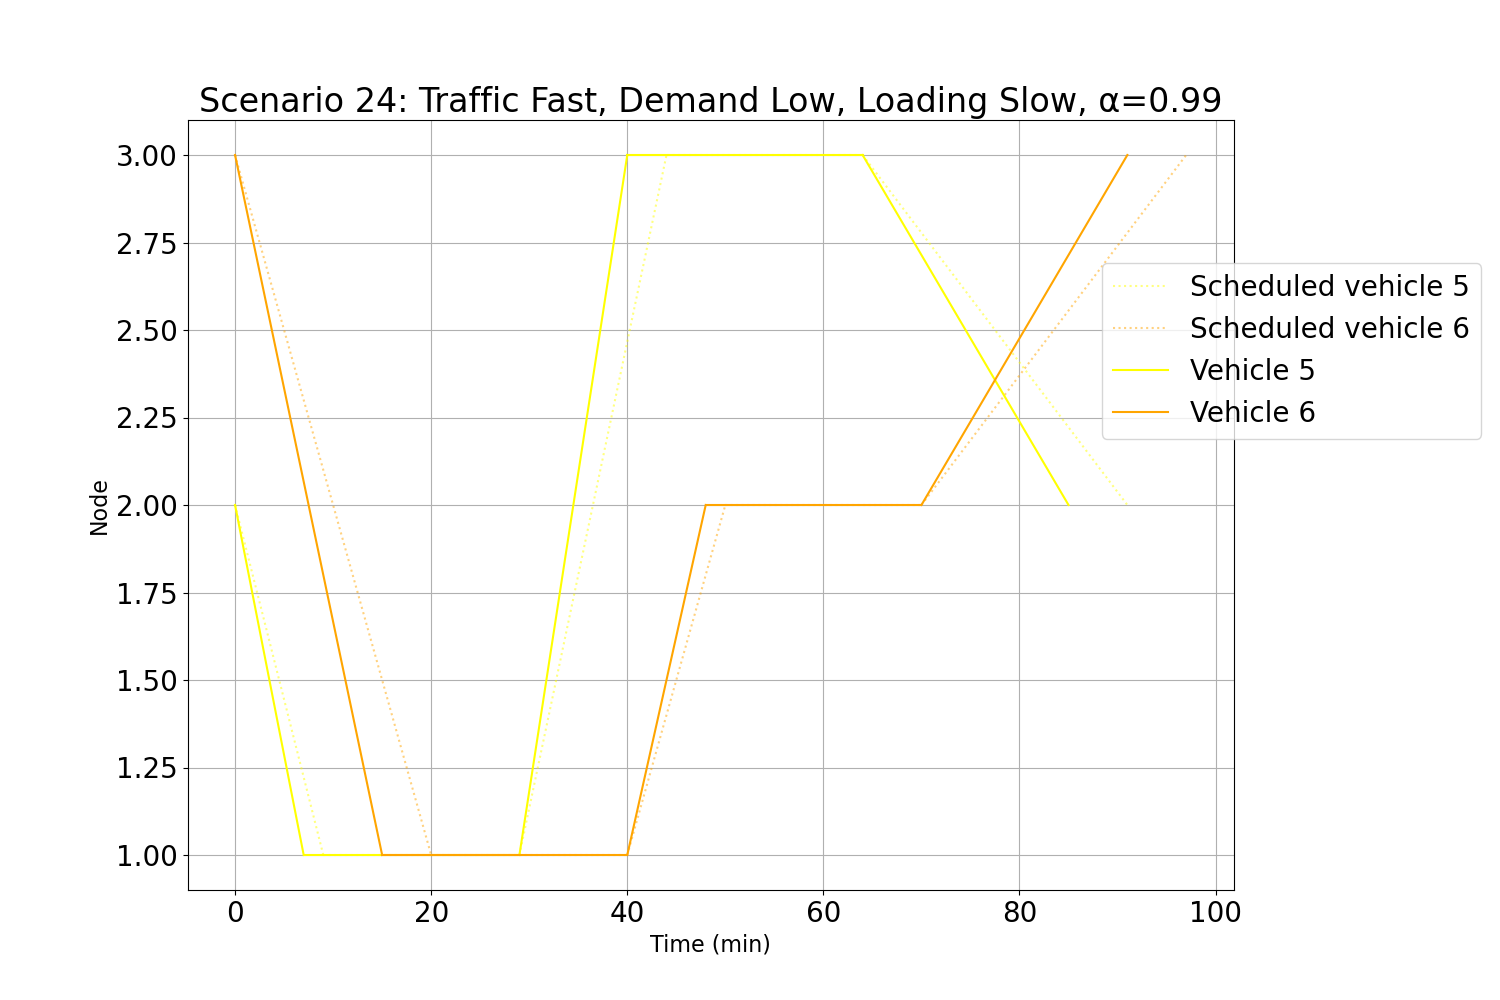 Scenario 24: Traffic Fast, Demand Low, Loading Slow, α=0.99
3.00
2.75
2.50
2.25
2.00
1.75
1.50
1.25
1.00
Node
Scheduled vehicle 5
Scheduled vehicle 6
Vehicle 5
Vehicle 6
0 20 40 60 80 100
Time (min)